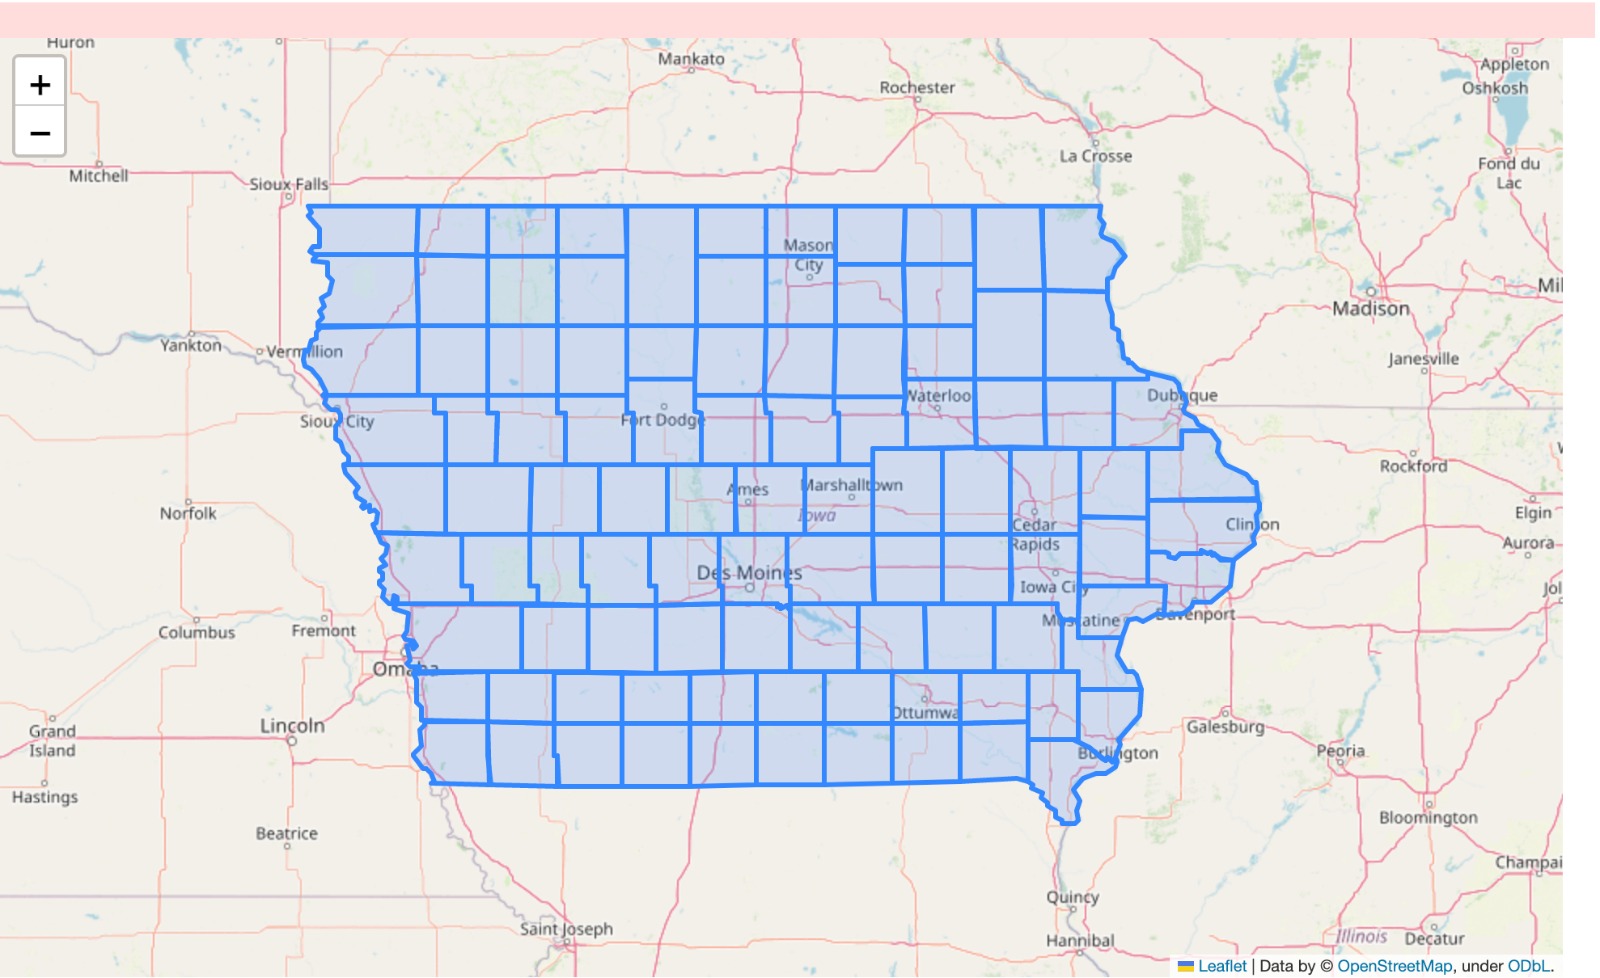 Huron
Mankato
Appleton
Rochester
Oshkosh
+
−
La Crosse
Mitchell
Sioux Falls
Fond du
Lac
Mason
City
Madison
Yankton
Vermillion
Janesville
Waterloo
Dubuque
Sioux City
Fort Dodge
Rockford
Ames
Marshalltown
Norfolk
Iowa
Elgin
Cedar
Rapids
Clinton
Aurora
Des Moines
Iowa City
Jol
Columbus
Fremont
Muscatine
Davenport
Omaha
Ottumwa
Lincoln
Grand
Island
Galesburg
Burlington
Peoria
Hastings
Beatrice
Bloomington
Champai
Quincy
Saint Joseph
Hannibal
Illinois
Decatur
Leaflet | Data by © OpenStreetMap, under ODbL.